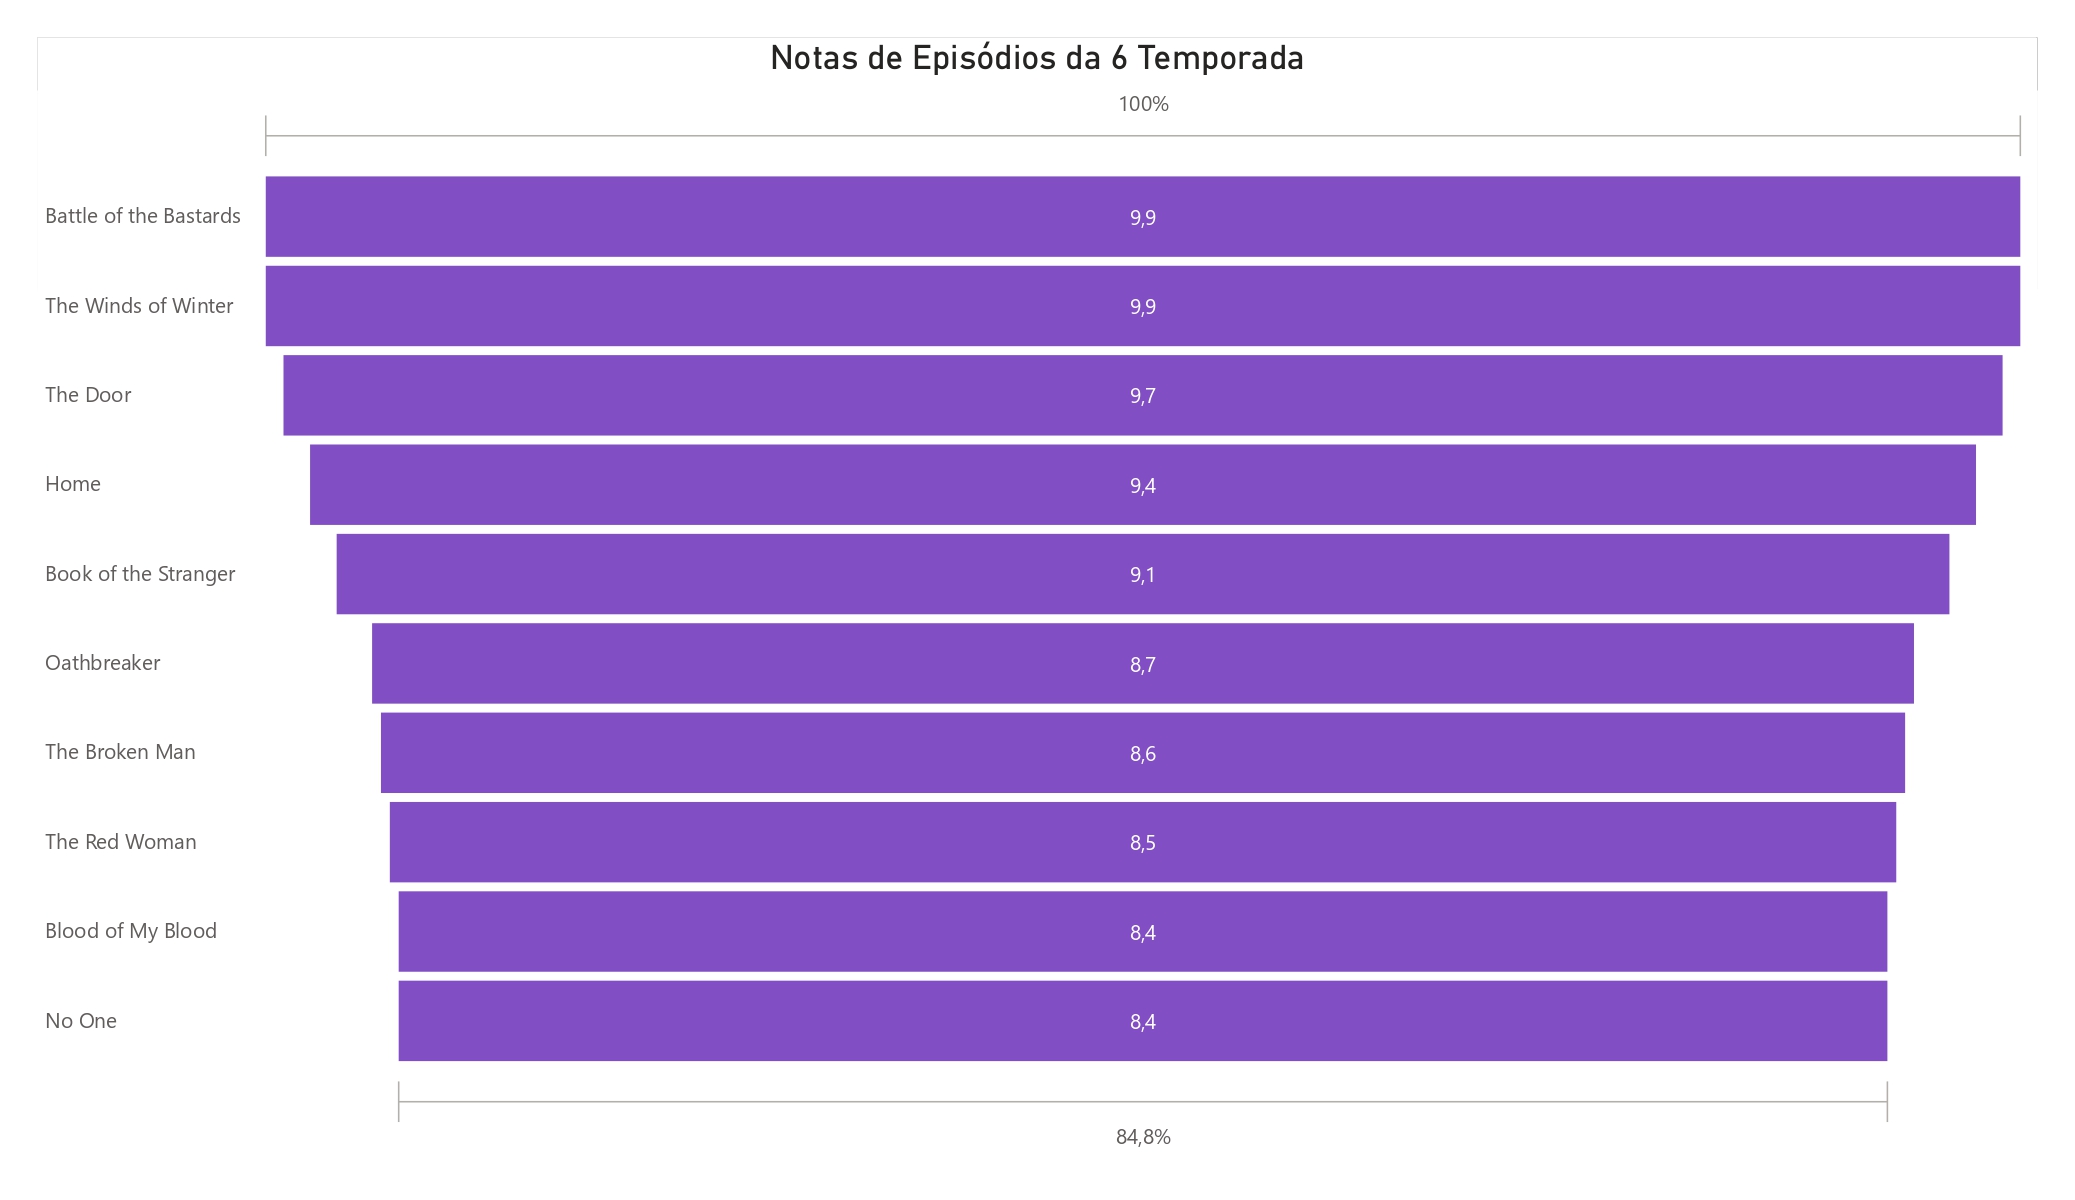 Notas de Episódios da 6 Temporada
100%
Battle of the Bastards 9,9
The Winds of Winter 9,9
The Door 9,7
Home 9,4
Book of the Stranger 9,1
Oathbreaker 8,7
The Broken Man 8,6
The Red Woman 8,5
Blood of My Blood 8,4
No One 8,4
84,8%